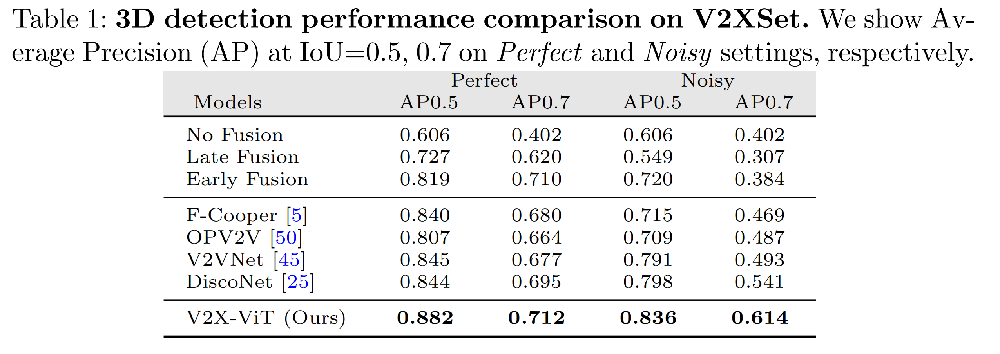 Table 1: 3D detection performance comparison on V2XSet. We show Av-
erage Precision (AP) at IoU=0.5, 0.7 on Perfect and Noisy settings, respectively.
Perfect Noisy
Models AP0.5 AP0.7 AP0.5 AP0.7
No Fusion 0.606 0.402 0.606 0.402
Late Fusion 0.727 0.620 0.549 0.307
Early Fusion 0.819 0.710 0.720 0.384
F-Cooper [5] 0.840 0.680 0.715 0.469
OPV2V [50] 0.807 0.664 0.709 0.487
V2VNet [45] 0.845 0.677 0.791 0.493
DiscoNet [25] 0.844 0.695 0.798 0.541
V2X-ViT (Ours) 0.882 0.712 0.836 0.614